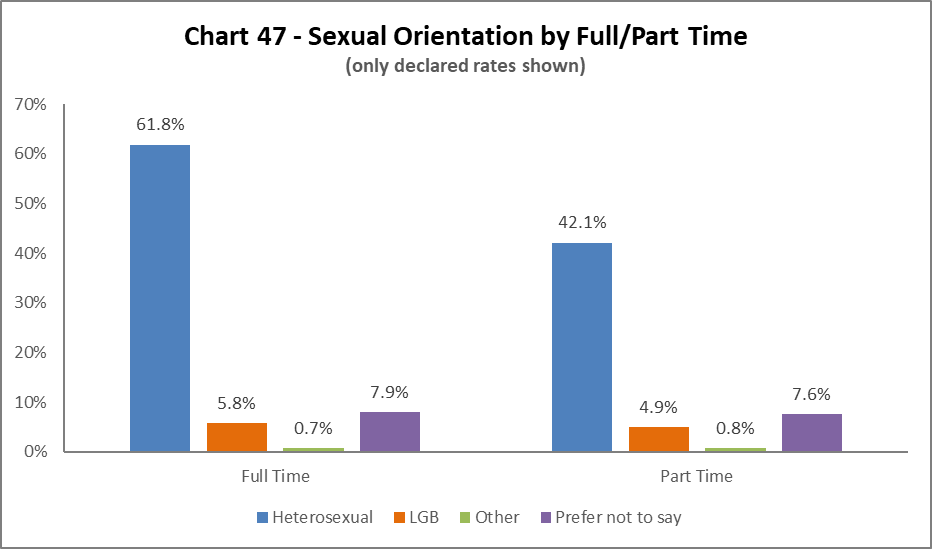 Chart 47 - Sexual Orientation by Full/Part Time
(only declared rates shown)
70%
60%
50%
40%
30%
20%
10%
0%
61.8%
5.8%
0.7%
7.9%
42.1%
4.9%
0.8%
7.6%
Full Time
Part Time
Heterosexual
LGB
Other
Prefer not to say